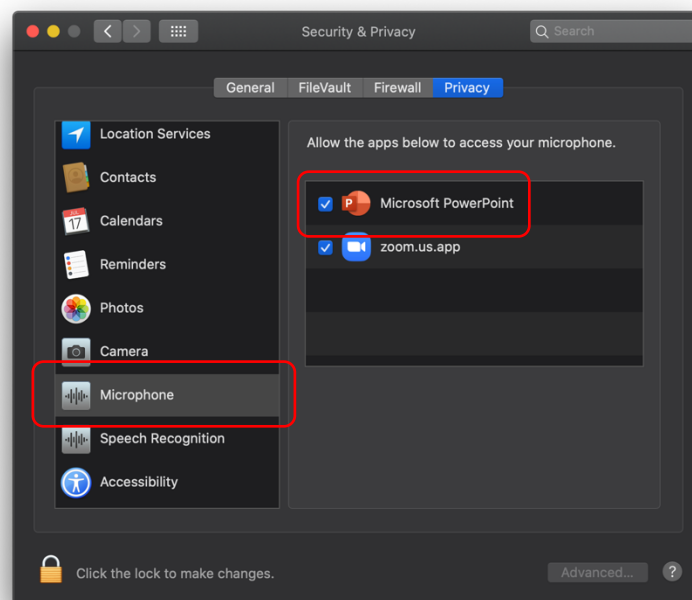 Security & Privacy
Search
General FileVault Firewall Privacy
Location Services
Contacts
JUL
17
Calendars
Reminders
Photos
Camera
Microphone
Speech Recognition
Accessibility
Allow the apps below to access your microphone.
P
Microsoft PowerPoint
zoom.us.app
Click the lock to make changes.
Advanced...
?